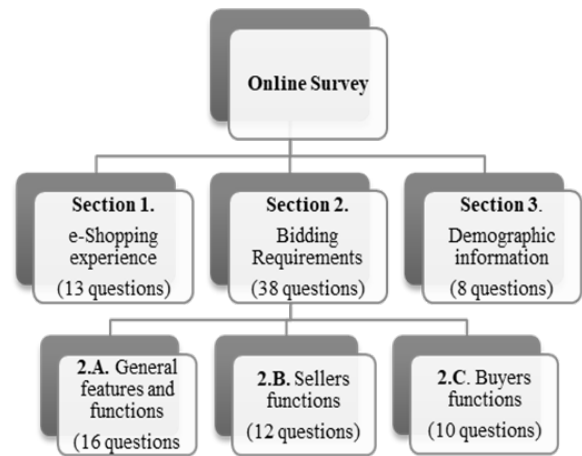 Online Survey
Section 1.
e-Shopping
experience
(13 questions)
Section 2.
Bidding
Requirements
(38 questions)
Section 3.
Demographic
information
(8 questions)
2.A. General
features and
functions
(16 questions
2.B. Sellers
functions
(12 questions)
2.C. Buyers
functions
(10 questions)